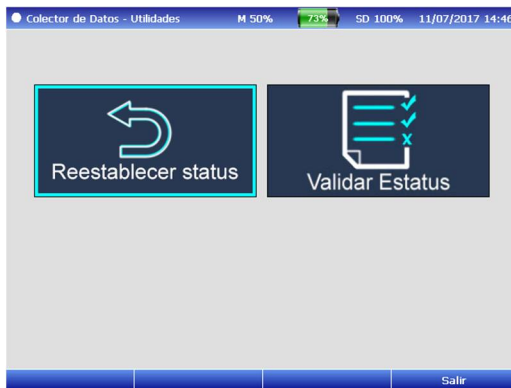 Colector de Datos - Utilidades M 50% 73% SD 100% 11/07/2017 14:46
Reestablecer status
Validar Estatus
Salir